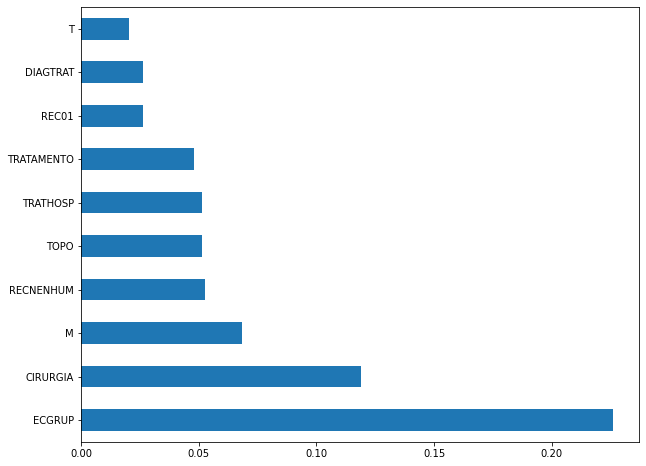 T
DIAGTRAT
REC01
TRATAMENTO
TRATHOSP
TOPO
RECNENHUM
M
CIRURGIA
ECGRUP
0.00 0.05 0.10 0.15 0.20